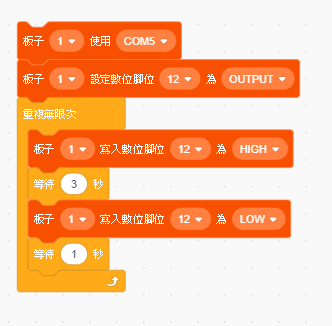 板子 1 使用 COM5
板子 1 設定數位腳位 12 為 OUTPUT
重複無限次
板子 1 寫入數位腳位 12 為 HIGH
等待 3 秒
板子 1 寫入數位腳位 12 為 LOW
等待 1 秒